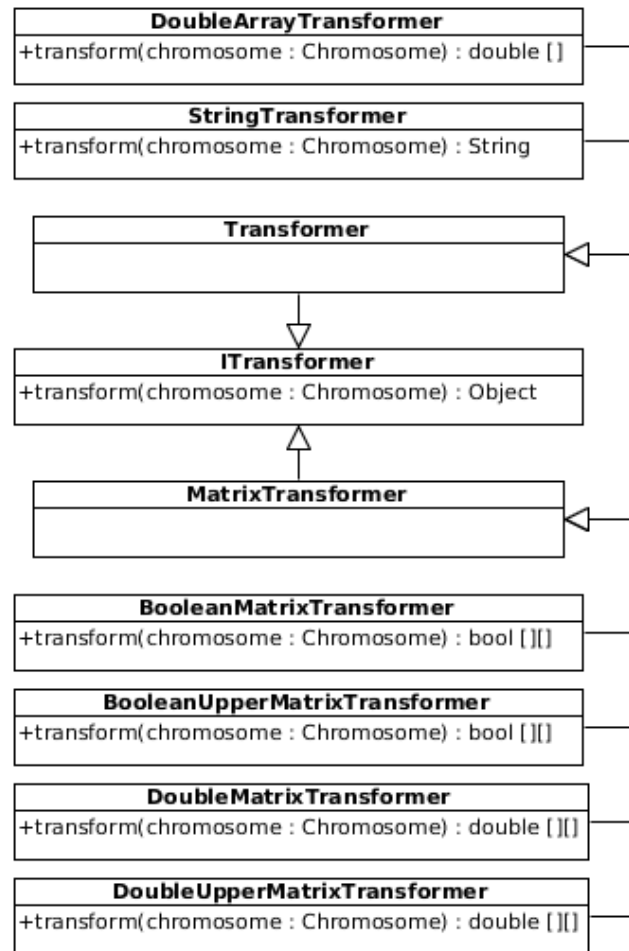 DoubleArrayTransformer
+transform(chromosome : Chromosome) : double []
StringTransformer
+transform(chromosome : Chromosome) : String
Transformer
ITransformer
+transform(chromosome : Chromosome) : Object
MatrixTransformer
BooleanMatrixTransformer
+transform(chromosome : Chromosome) : bool [][]
BooleanUpperMatrixTransformer
+transform(chromosome : Chromosome) : bool [][]
DoubleMatrixTransformer
+transform(chromosome : Chromosome) : double [][]
DoubleUpperMatrixTransformer
+transform(chromosome : Chromosome) : double [][]